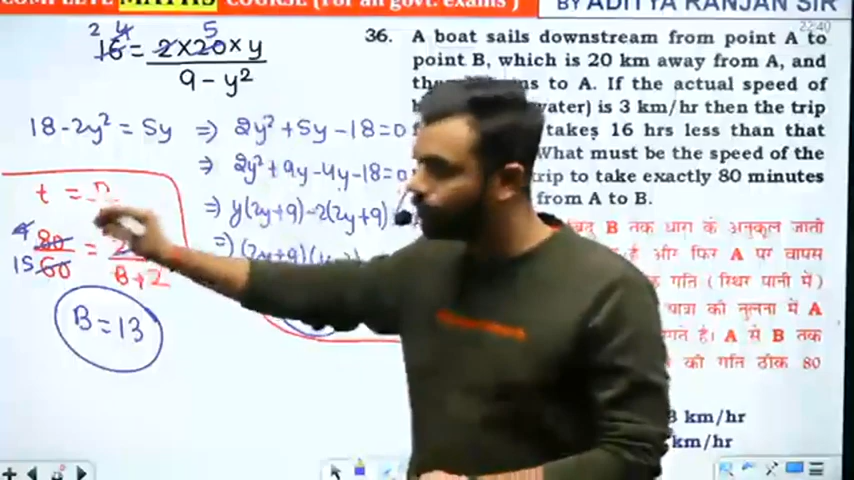 COMPLETE MATHS COURSE (For all govt. exams)
BY ADITYA RANJAN SIR
22:40
2 4 5
16 = 2×20×y
9 - y²
18 - 2y² = 5y ⇒ 2y² + 5y - 18 = 0
⇒ 2y² + 9y - 4y - 18 = 0
⇒ y(2y+9) - 2(2y+9)
⇒ (2y+9)
t =
4 80 =
15 60 B + 2
B = 13
36. A boat sails downstream from point A to
point B, which is 20 km away from A, and
to A. If the actual speed of
water) is 3 km/hr then the trip
takes 16 hrs less than that
What must be the speed of the
trip to take exactly 80 minutes
from A to B.
B तक धारा के अनुकूल जाती
है और फिर A पर वापस
गति (स्थिर पानी में
यात्रा की तुलना में A
है। A से B तक
की गति ठीक 80
km/hr
km/hr